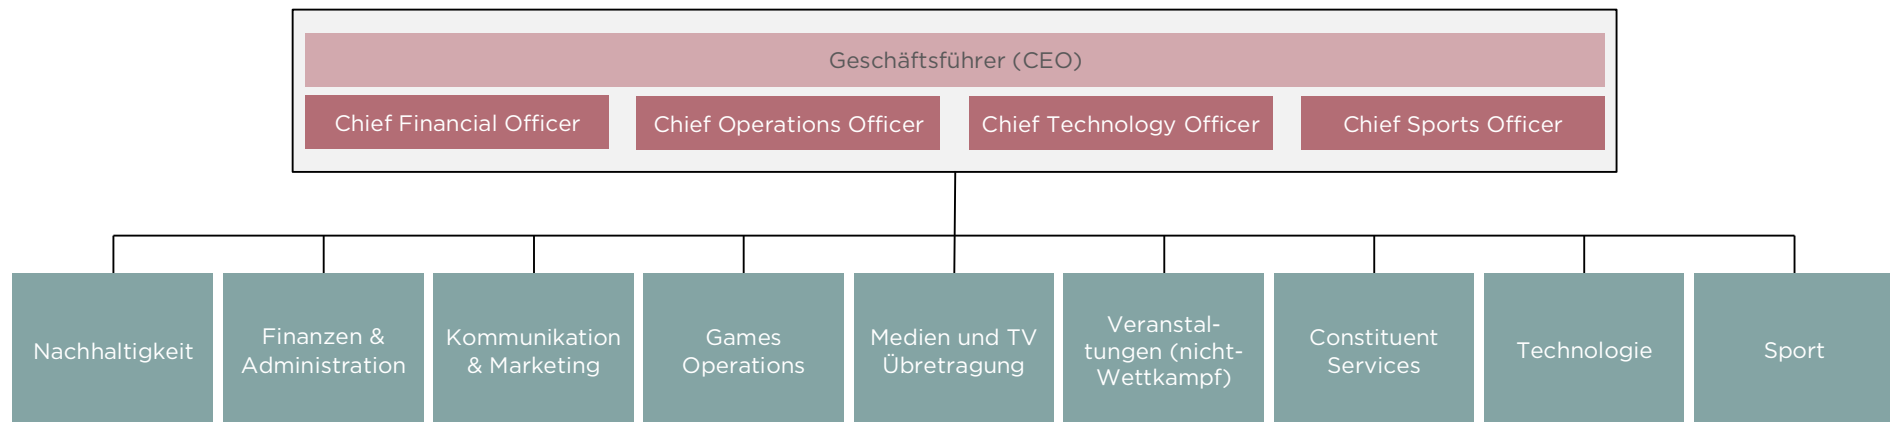 Geschäftsführer (CEO)
Chief Financial Officer
Chief Operations Officer
Chief Technology Officer
Chief Sports Officer
Nachhaltigkeit
Finanzen &
Administration
Kommunikation
& Marketing
Games
Operations
Medien und TV
Übretragung
Veranstal-
tungen (nicht-
Wettkampf)
Constituent
Services
Technologie
Sport